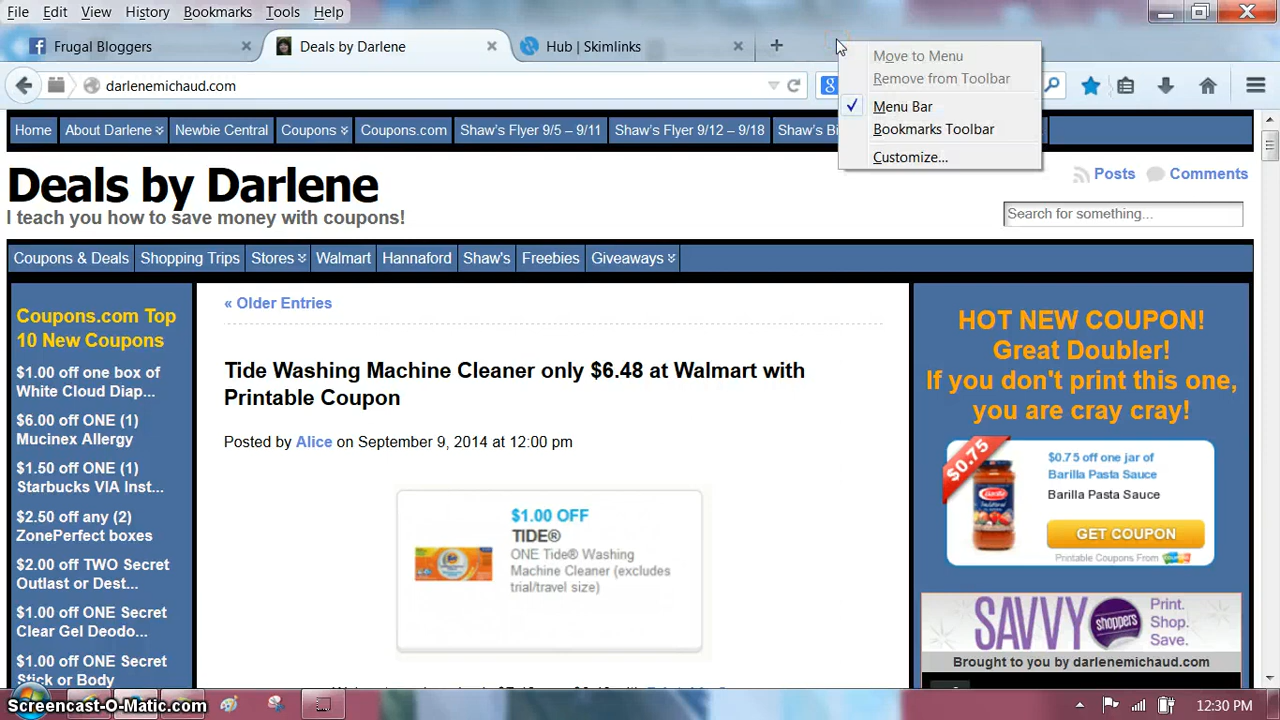 File Edit View History Bookmarks Tools Help
Frugal Bloggers
Deals by Darlene
Hub | Skimlinks
darlenemichaud.com
Move to Menu
Remove from Toolbar
Menu Bar
Bookmarks Toolbar
Customize...
Home About Darlene Newbie Central Coupons Coupons.com Shaw's Flyer 9/5 – 9/11 Shaw's Flyer 9/12 – 9/18 Shaw's Bi
Deals by Darlene
I teach you how to save money with coupons!
Posts Comments
Search for something...
Coupons & Deals Shopping Trips Stores Walmart Hannaford Shaw's Freebies Giveaways
Coupons.com Top
10 New Coupons
$1.00 off one box of
White Cloud Diap...
$6.00 off ONE (1)
Mucinex Allergy
$1.50 off ONE (1)
Starbucks VIA Inst...
$2.50 off any (2)
ZonePerfect boxes
$2.00 off TWO Secret
Outlast or Dest...
$1.00 off ONE Secret
Clear Gel Deodo...
$1.00 off ONE Secret
Stick or Body
« Older Entries
Tide Washing Machine Cleaner only $6.48 at Walmart with
Printable Coupon
Posted by Alice on September 9, 2014 at 12:00 pm
$1.00 OFF
TIDE®
ONE Tide® Washing
Machine Cleaner (excludes
trial/travel size)
HOT NEW COUPON!
Great Doubler!
If you don't print this one,
you are cray cray!
$0.75
$0.75 off one jar of
Barilla Pasta Sauce
Barilla Pasta Sauce
GET COUPON
Printable Coupons From
SAVVY shoppers
Print.
Shop.
Save.
Brought to you by darlenemichaud.com
Screencast-O-Matic.com
12:30 PM